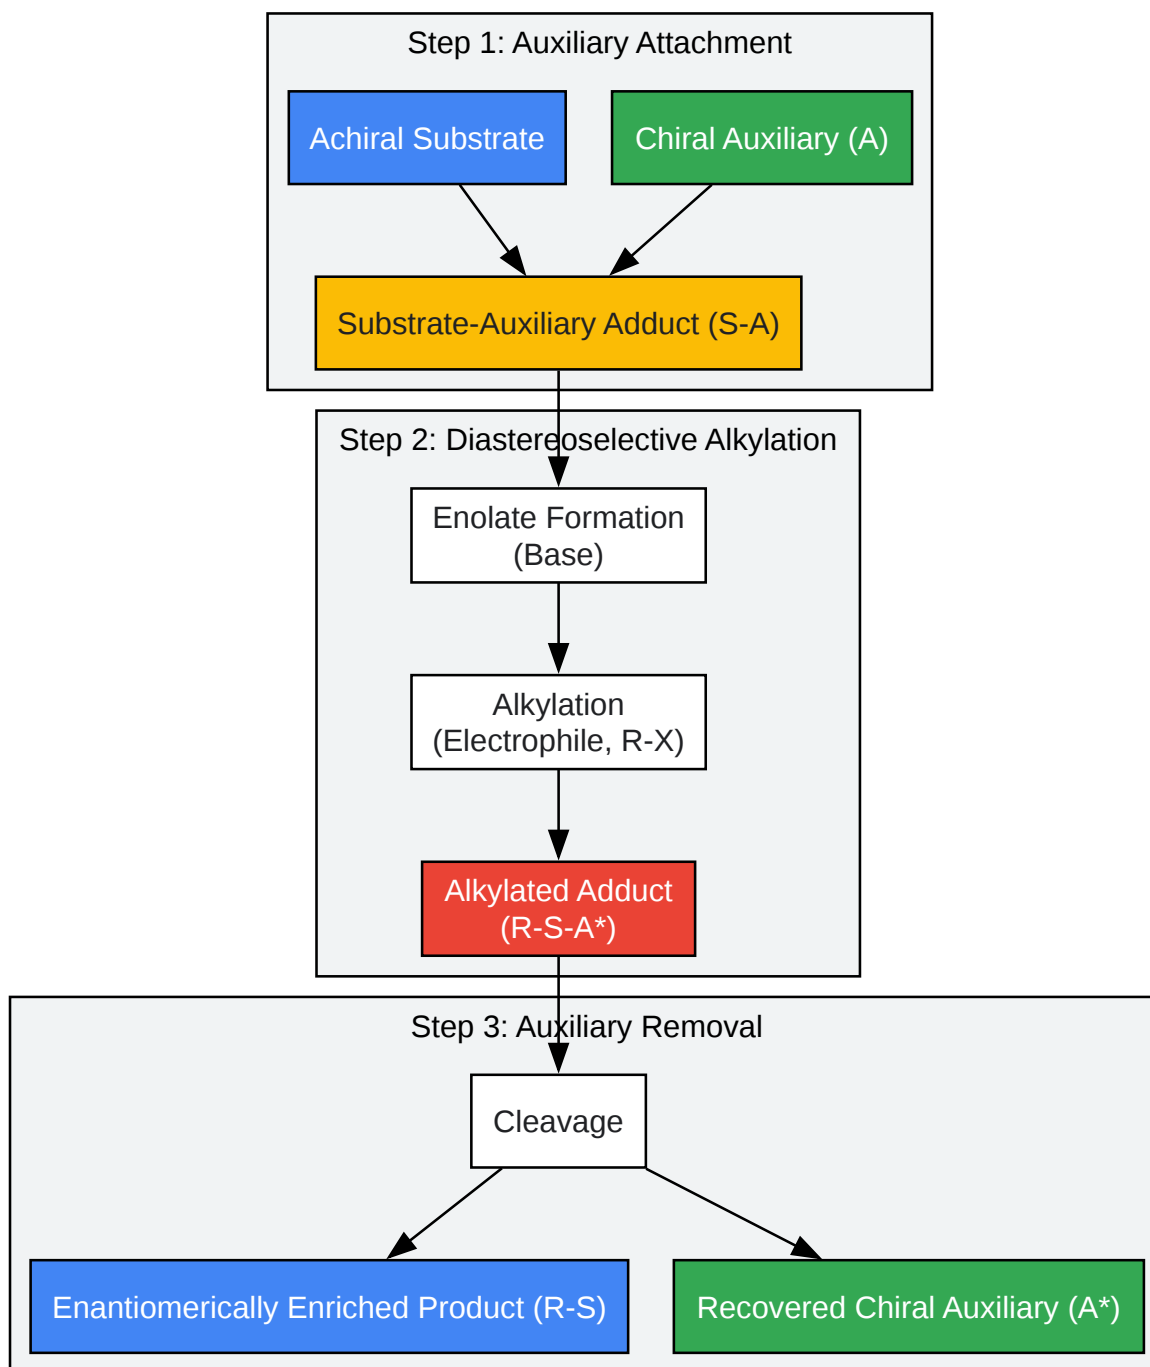 Step 1: Auxiliary Attachment
Achiral Substrate
Chiral Auxiliary (A)
Substrate-Auxiliary Adduct (S-A)
Step 2: Diastereoselective Alkylation
Enolate Formation
(Base)
Alkylation
(Electrophile, R-X)
Alkylated Adduct
(R-S-A*)
Step 3: Auxiliary Removal
Cleavage
Enantiomerically Enriched Product (R-S)
Recovered Chiral Auxiliary (A*)